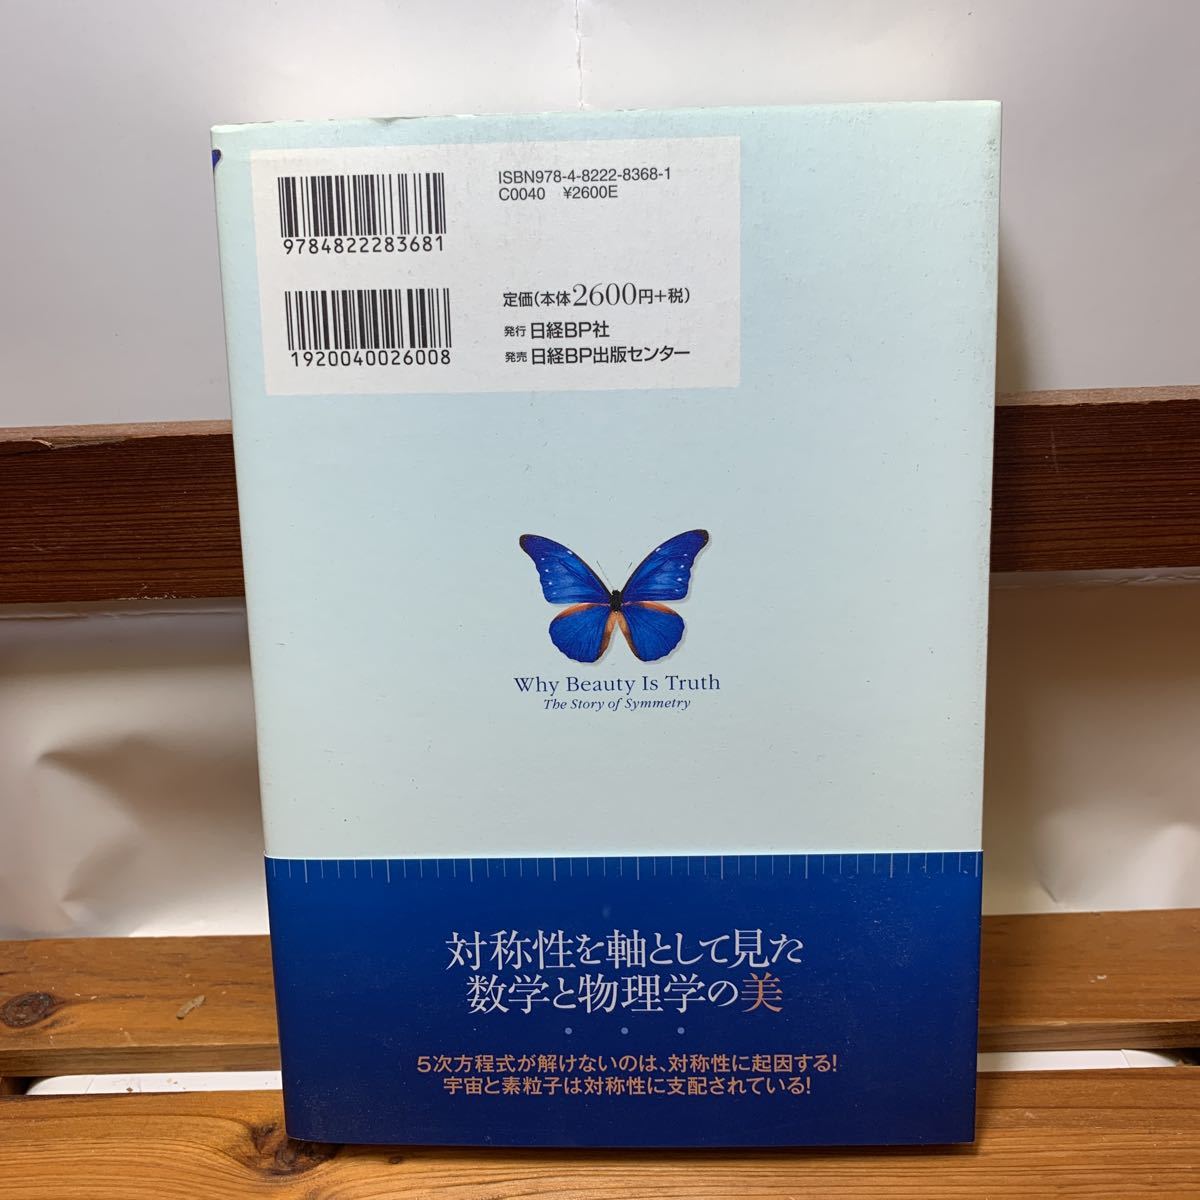 ISBN978-4-8222-8368-1
C0040 ¥2600E
9784822283681
定価(本体2600円+税)
発行 日経BP社
発売 日経BP出版センター
1920040026008
Why Beauty Is Truth
The Story of Symmetry
対称性を軸として見た
数学と物理学の美
5次方程式が解けないのは、対称性に起因する!
宇宙と素粒子は対称性に支配されている!